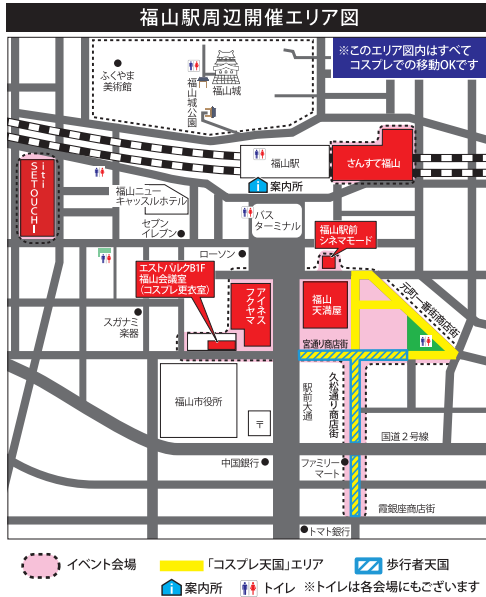 福山駅周辺開催エリア図
※このエリア図内はすべて
コスプレでの移動OKです
ふくやま
美術館
福山城
福山城公園
福山駅
さんすて福山
iti
SETOUCHI
案内所
福山ニュー
キャッスルホテル
バス
ターミナル
セブン
イレブン
福山駅前
シネマモード
ローソン
エストパルクB1F
福山会議室
(コスプレ更衣室)
アイネス
フクヤマ
福山
天満屋
元町一番街商店街
スガナミ
楽器
宮通り商店街
久松通り商店街
駅前大通
福山市役所
〒
国道2号線
中国銀行
ファミリー
マート
霞銀座商店街
トマト銀行
イベント会場
「コスプレ天国」エリア
歩行者天国
案内所
トイレ
※トイレは各会場にもございます